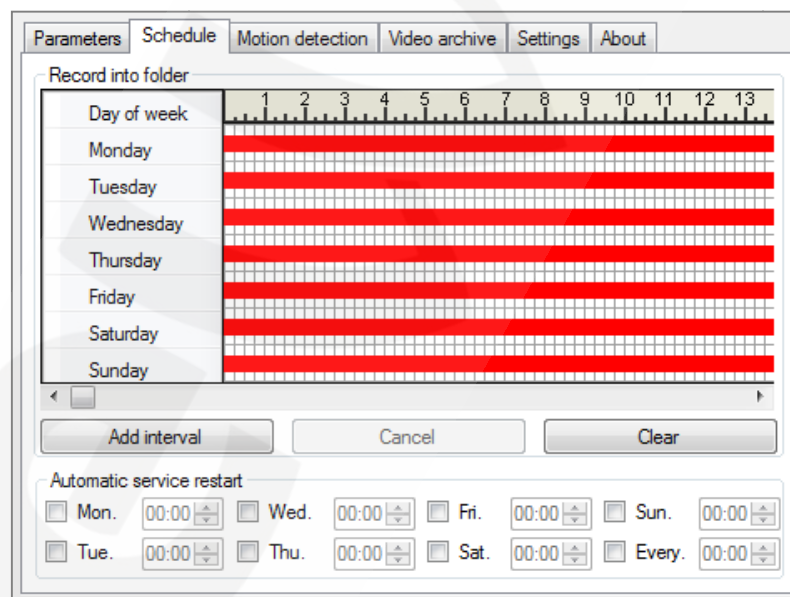 Parameters Schedule Motion detection Video archive Settings About
Record into folder
Day of week 1 2 3 4 5 6 7 8 9 10 11 12 13
Monday
Tuesday
Wednesday
Thursday
Friday
Saturday
Sunday
Add interval Cancel Clear
Automatic service restart
Mon. 00:00 Wed. 00:00 Fri. 00:00 Sun. 00:00
Tue. 00:00 Thu. 00:00 Sat. 00:00 Every. 00:00